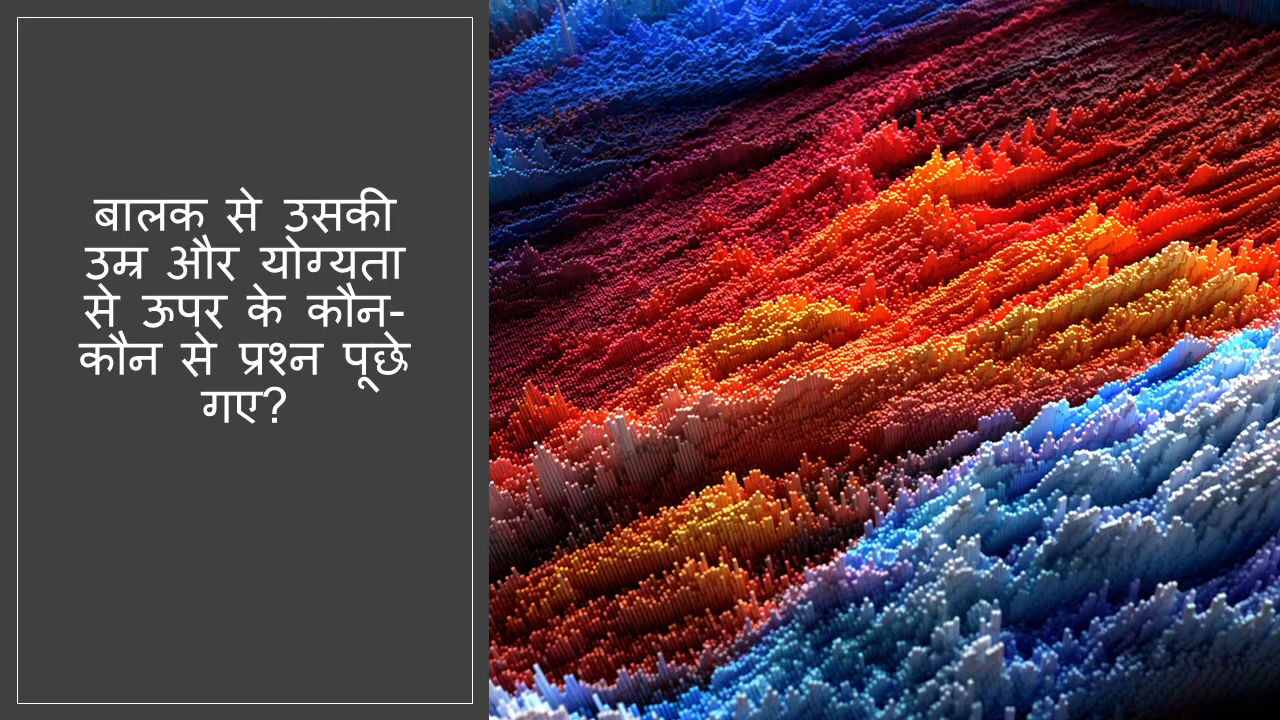 बालक से उसकी
उम्र और योग्यता
से ऊपर के कौन-
कौन से प्रश्न पूछे
गए?